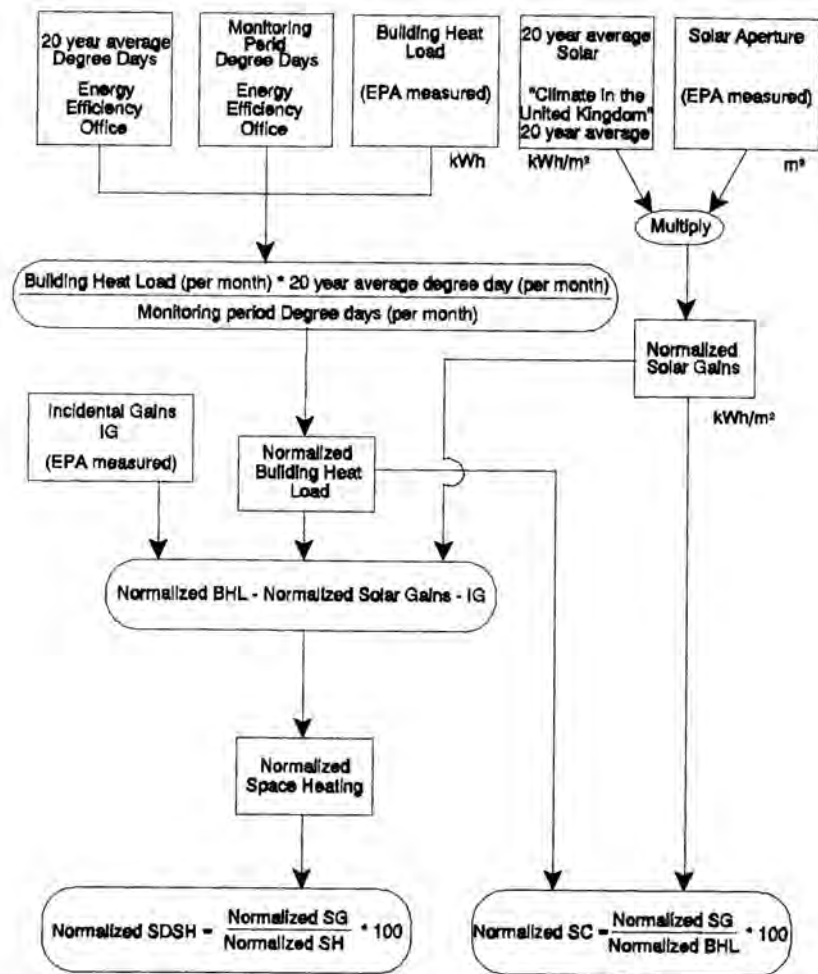 20 year average
Degree Days
Energy
Efficiency
Office
Monitoring
Perid
Degree Days
Energy
Efficiency
Office
Building Heat
Load
(EPA measured)
kWh
20 year average
Solar
"Climate in the
United Kingdom"
20 year average
kWh/m²
Solar Aperture
(EPA measured)
m²
Multiply
Building Heat Load (per month) * 20 year average degree day (per month)
Monitoring period Degree days (per month)
Normalized
Solar Gains
kWh/m²
Incidental Gains
IG
(EPA measured)
Normalized
Building Heat
Load
Normalized BHL - Normalized Solar Gains - IG
Normalized
Space Heating
Normalized SDSH = Normalized SG / Normalized SH * 100
Normalized SC = Normalized SG / Normalized BHL * 100